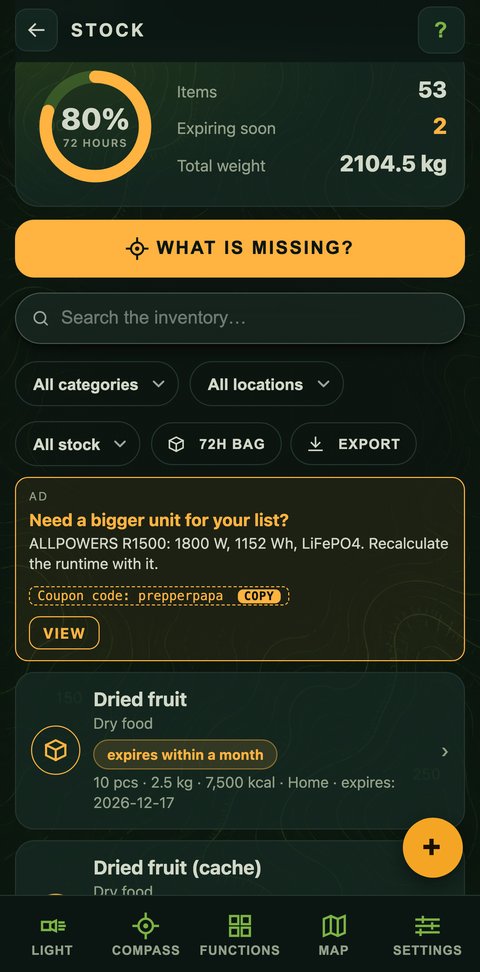 STOCK
?
80%
72 HOURS
Items 53
Expiring soon 2
Total weight 2104.5 kg
WHAT IS MISSING?
Search the inventory...
All categories
All locations
All stock
72H BAG
EXPORT
AD
Need a bigger unit for your list?
ALLPOWERS R1500: 1800 W, 1152 Wh, LiFePO4. Recalculate
the runtime with it.
Coupon code: prepperpapa COPY
VIEW
Dried fruit
Dry food
expires within a month
10 pcs · 2.5 kg · 7,500 kcal · Home · expires:
2026-12-17
150
250
+
Dried fruit (cache)
Dry food
LIGHT
COMPASS
FUNCTIONS
MAP
SETTINGS